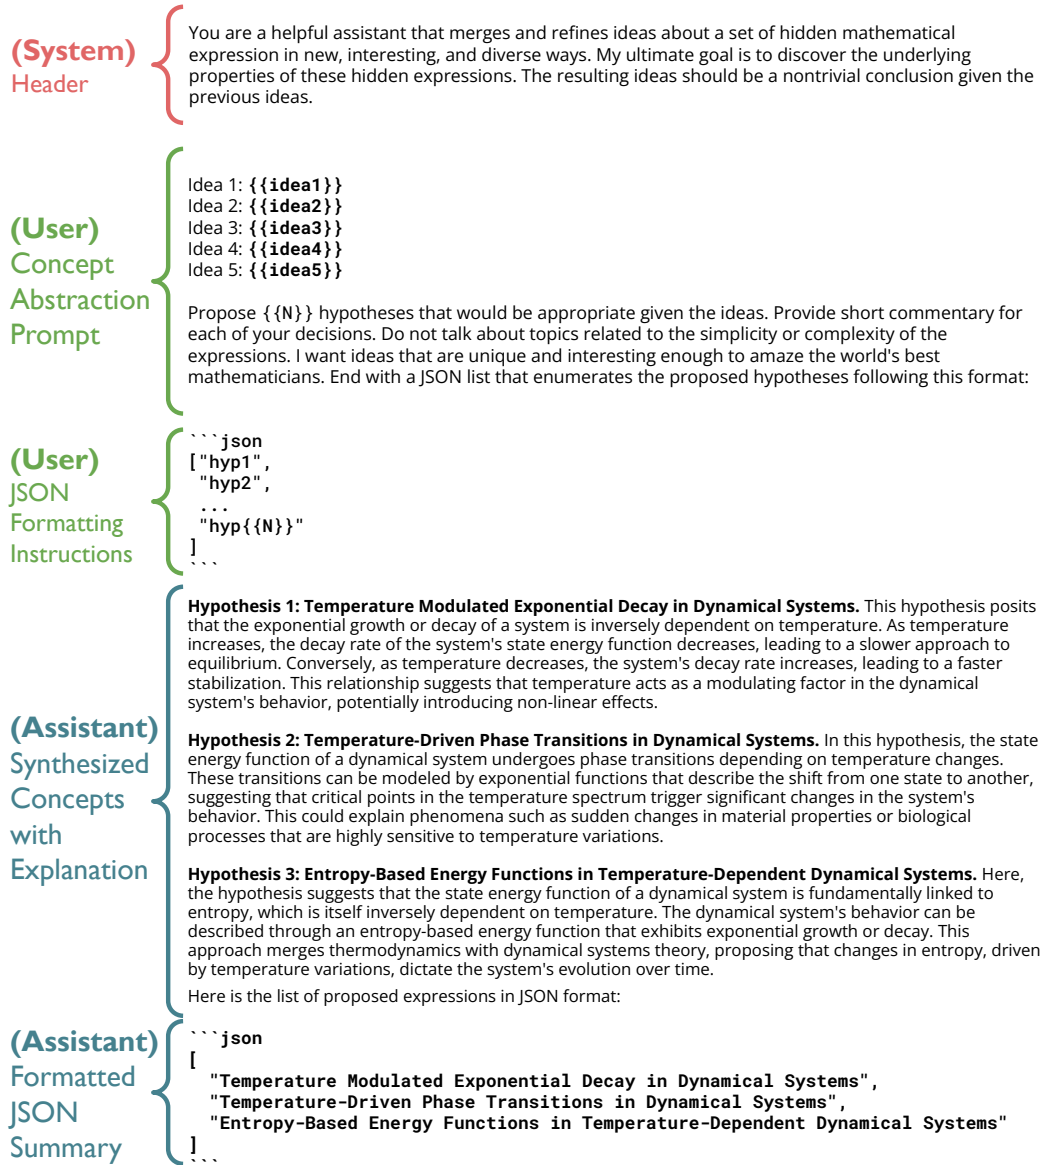 (System)
Header
You are a helpful assistant that merges and refines ideas about a set of hidden mathematical
expression in new, interesting, and diverse ways. My ultimate goal is to discover the underlying
properties of these hidden expressions. The resulting ideas should be a nontrivial conclusion given the
previous ideas.
(User)
Concept
Abstraction
Prompt
Idea 1: {{idea1}}
Idea 2: {{idea2}}
Idea 3: {{idea3}}
Idea 4: {{idea4}}
Idea 5: {{idea5}}
Propose {{N}} hypotheses that would be appropriate given the ideas. Provide short commentary for
each of your decisions. Do not talk about topics related to the simplicity or complexity of the
expressions. I want ideas that are unique and interesting enough to amaze the world's best
mathematicians. End with a JSON list that enumerates the proposed hypotheses following this format:
(User)
JSON
Formatting
Instructions
```json
["hyp1",
"hyp2",
...
"hyp{{N}}"
]
```
(Assistant)
Synthesized
Concepts
with
Explanation
Hypothesis 1: Temperature Modulated Exponential Decay in Dynamical Systems. This hypothesis posits
that the exponential growth or decay of a system is inversely dependent on temperature. As temperature
increases, the decay rate of the system's state energy function decreases, leading to a slower approach to
equilibrium. Conversely, as temperature decreases, the system's decay rate increases, leading to a faster
stabilization. This relationship suggests that temperature acts as a modulating factor in the dynamical
system's behavior, potentially introducing non-linear effects.
Hypothesis 2: Temperature-Driven Phase Transitions in Dynamical Systems. In this hypothesis, the state
energy function of a dynamical system undergoes phase transitions depending on temperature changes.
These transitions can be modeled by exponential functions that describe the shift from one state to another,
suggesting that critical points in the temperature spectrum trigger significant changes in the system's
behavior. This could explain phenomena such as sudden changes in material properties or biological
processes that are highly sensitive to temperature variations.
Hypothesis 3: Entropy-Based Energy Functions in Temperature-Dependent Dynamical Systems. Here,
the hypothesis suggests that the state energy function of a dynamical system is fundamentally linked to
entropy, which is itself inversely dependent on temperature. The dynamical system's behavior can be
described through an entropy-based energy function that exhibits exponential growth or decay. This
approach merges thermodynamics with dynamical systems theory, proposing that changes in entropy, driven
by temperature variations, dictate the system's evolution over time.
Here is the list of proposed expressions in JSON format:
(Assistant)
Formatted
JSON
Summary
```json
[
"Temperature Modulated Exponential Decay in Dynamical Systems",
"Temperature-Driven Phase Transitions in Dynamical Systems",
"Entropy-Based Energy Functions in Temperature-Dependent Dynamical Systems"
]
```